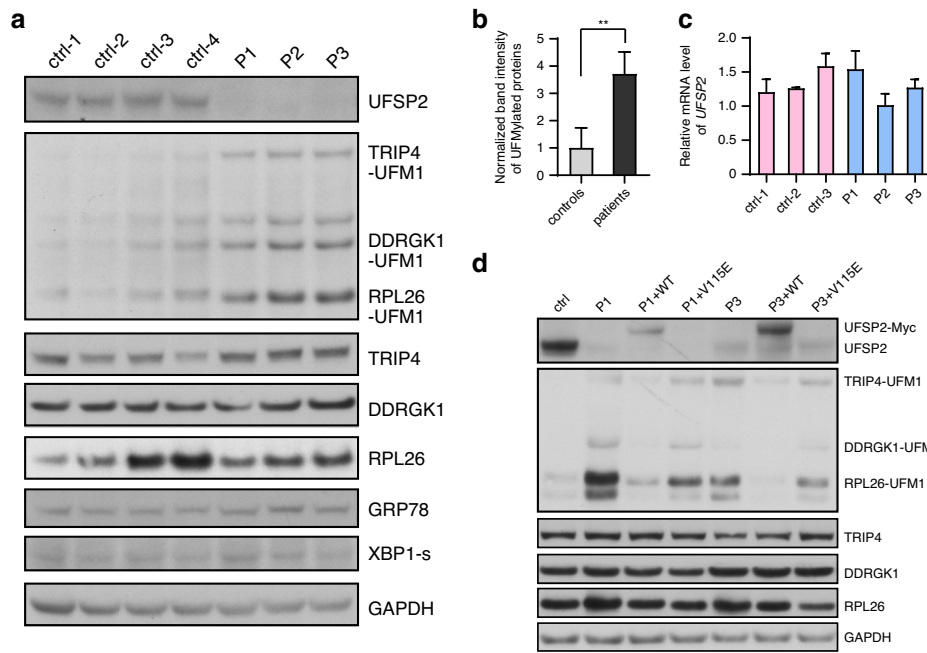 a
ctrl-1 ctrl-2 ctrl-3 ctrl-4 P1 P2 P3
UFSP2
TRIP4
-UFM1
DDRGK1
-UFM1
RPL26
-UFM1
TRIP4
DDRGK1
RPL26
GRP78
XBP1-s
GAPDH
b
**
Normalized band intensity
of UFMylated proteins
5
4
3
2
1
0
controls patients
c
Relative mRNA level
of UFSP2
2.0
1.5
1.0
0.5
0
ctrl-1 ctrl-2 ctrl-3 P1 P2 P3
d
ctrl P1 P1+WT P1+V115E P3 P3+WT P3+V115E
UFSP2-Myc
UFSP2
TRIP4-UFM1
DDRGK1-UFM
RPL26-UFM1
TRIP4
DDRGK1
RPL26
GAPDH